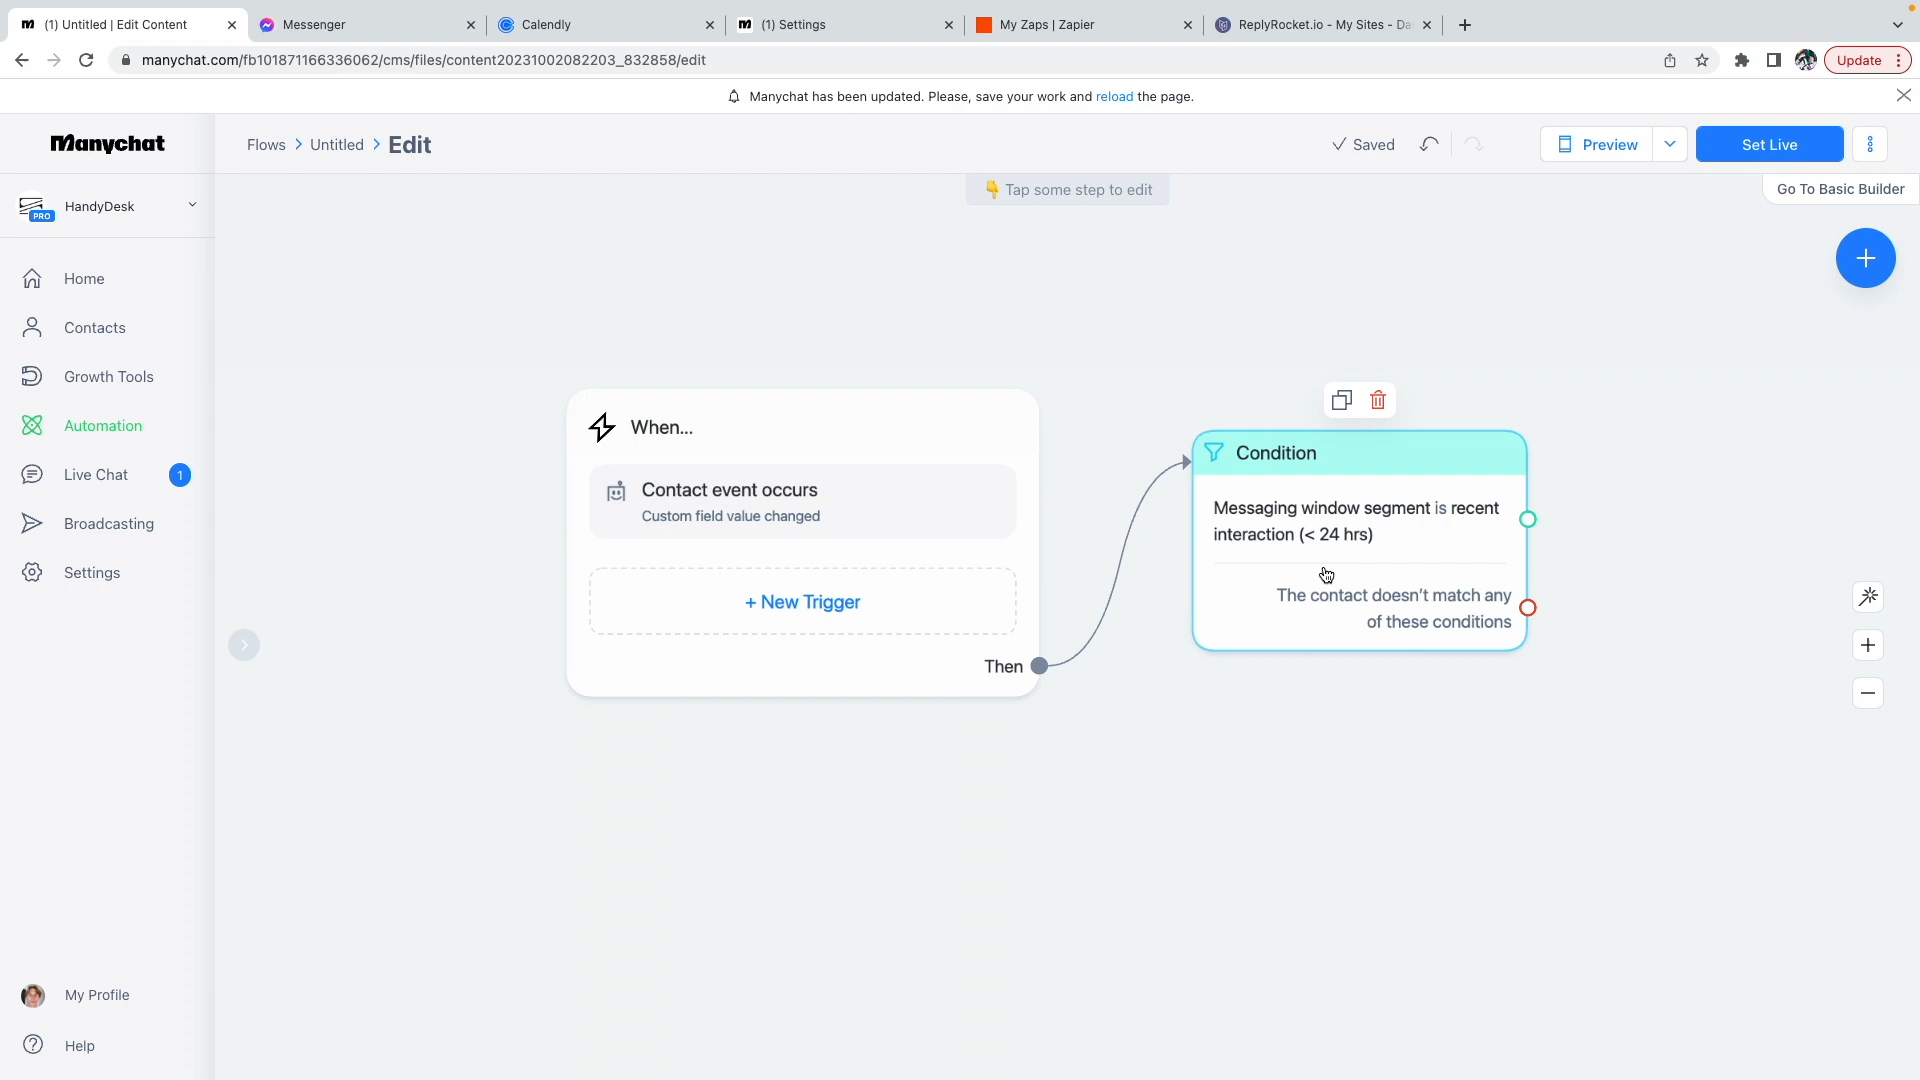 (1) Untitled | Edit Content
Messenger
Calendly
(1) Settings
My Zaps | Zapier
ReplyRocket.io - My Sites - Da
manychat.com/fb101871166336062/cms/files/content20231002082203_832858/edit
Update
Manychat has been updated. Please, save your work and reload the page.
Manychat
Flows > Untitled > Edit
Saved
Preview
Set Live
HandyDesk
PRO
👇 Tap some step to edit
Go To Basic Builder
Home
Contacts
Growth Tools
Automation
Live Chat 1
Broadcasting
Settings
My Profile
Help
When...
Contact event occurs
Custom field value changed
+ New Trigger
Then
Condition
Messaging window segment is recent
interaction (< 24 hrs)
The contact doesn't match any
of these conditions